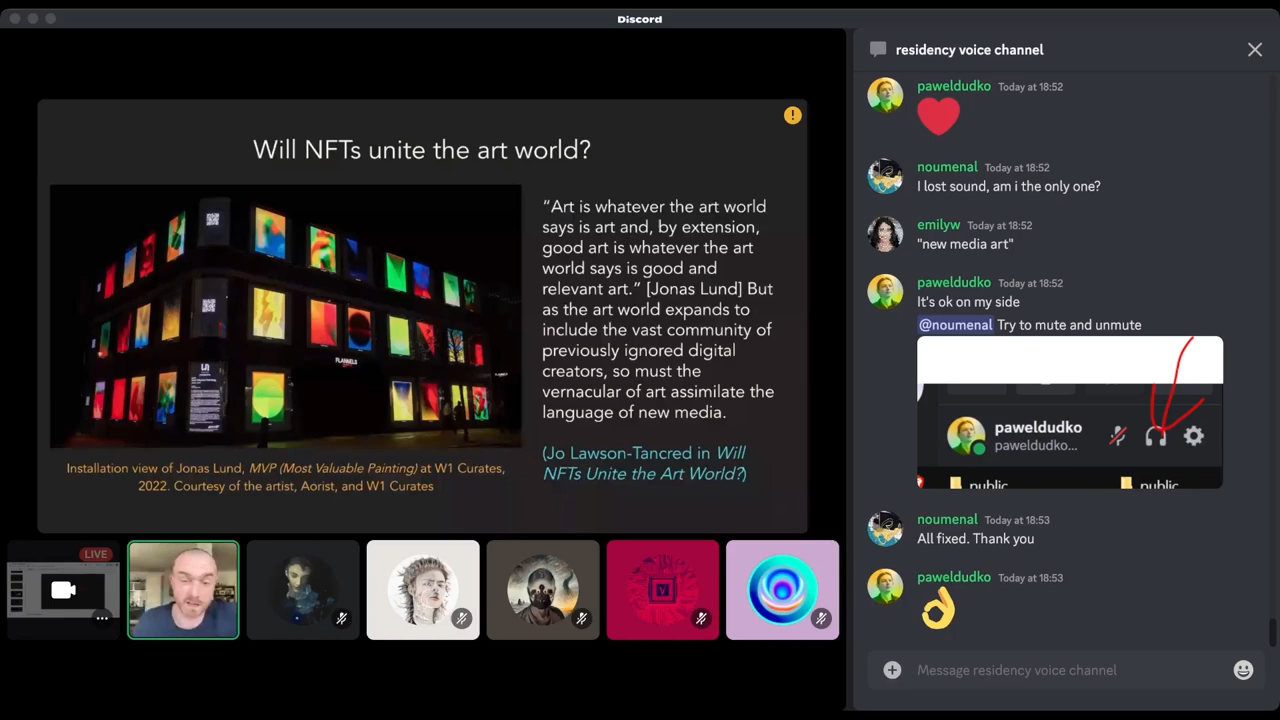 Discord
Will NFTs unite the art world?
FLANNELS
“Art is whatever the art world
says is art and, by extension,
good art is whatever the art
world says is good and
relevant art.” [Jonas Lund] But
as the art world expands to
include the vast community of
previously ignored digital
creators, so must the
vernacular of art assimilate the
language of new media.
(Jo Lawson-Tancred in Will
NFTs Unite the Art World?)
Installation view of Jonas Lund, MVP (Most Valuable Painting) at W1 Curates,
2022. Courtesy of the artist, Aorist, and W1 Curates
LIVE
V
residency voice channel
paweldudko Today at 18:52
noumenal Today at 18:52
I lost sound, am i the only one?
emilyw Today at 18:52
"new media art"
paweldudko Today at 18:52
It's ok on my side
@noumenal Try to mute and unmute
paweldudko
paweldudko...
public public
noumenal Today at 18:53
All fixed. Thank you
paweldudko Today at 18:53
Message residency voice channel